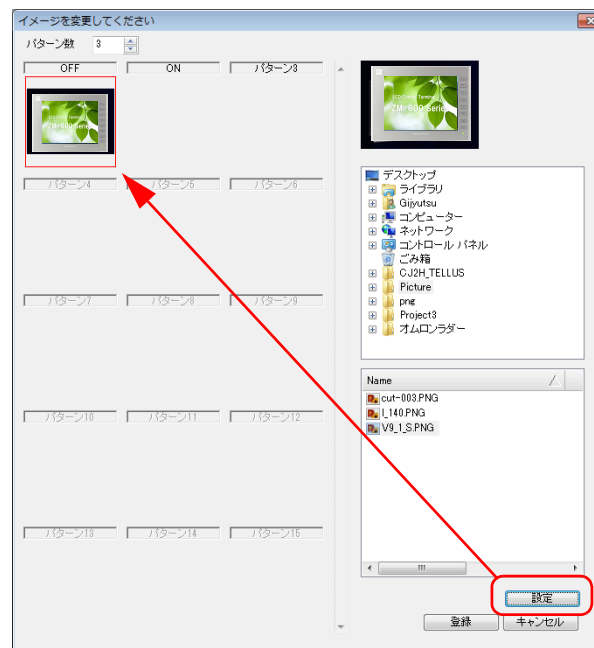 イメージを変更してください
パターン数 3
OFF ON パターン3
パターン4 パターン5 パターン6
パターン7 パターン8 パターン9
パターン10 パターン11 パターン12
パターン13 パターン14 パターン15
ZM-600 Series
デスクトップ
ライブラリ
Gijyutsu
コンピューター
ネットワーク
コントロール パネル
ごみ箱
CJ2H_TELLUS
Picture
png
Project3
オムロンラダー
Name
cut-003.PNG
I_140.PNG
V9_1_S.PNG
設定
登録 キャンセル